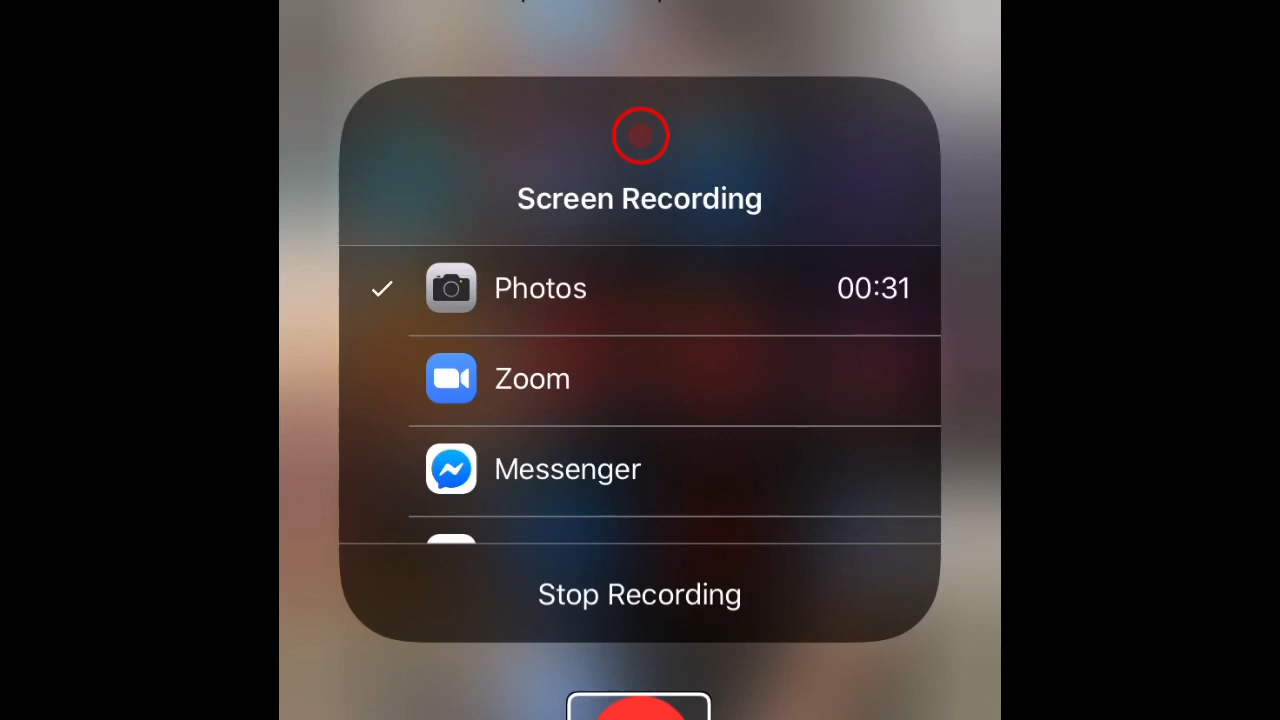 Screen Recording
Photos 00:31
Zoom
Messenger
Stop Recording